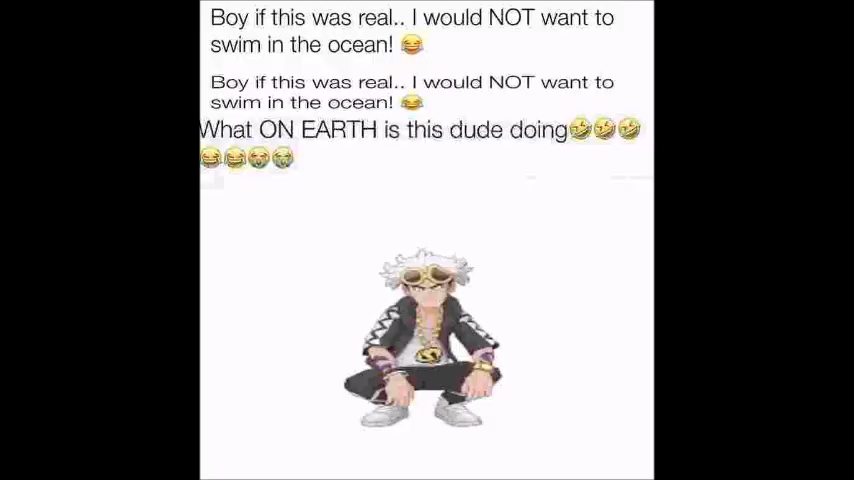 Boy if this was real.. I would NOT want to
swim in the ocean! 😂
Boy if this was real.. I would NOT want to
swim in the ocean! 😂
What ON EARTH is this dude doing🤣🤣🤣
😂😂😭😭